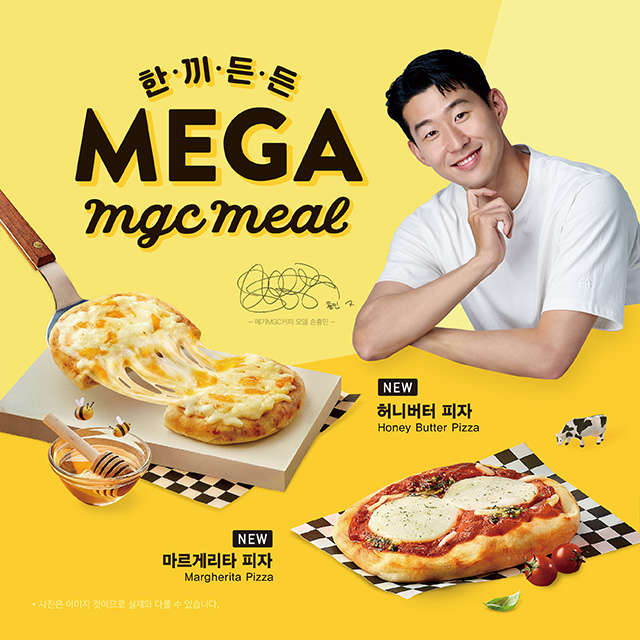 한·끼·든·든
MEGA
mgc meal
흥민
~ 메가MGC커피 모델 손흥민 ~
NEW
허니버터 피자
Honey Butter Pizza
NEW
마르게리타 피자
Margherita Pizza
* 사진은 이미지 컷이므로 실제와 다를 수 있습니다.